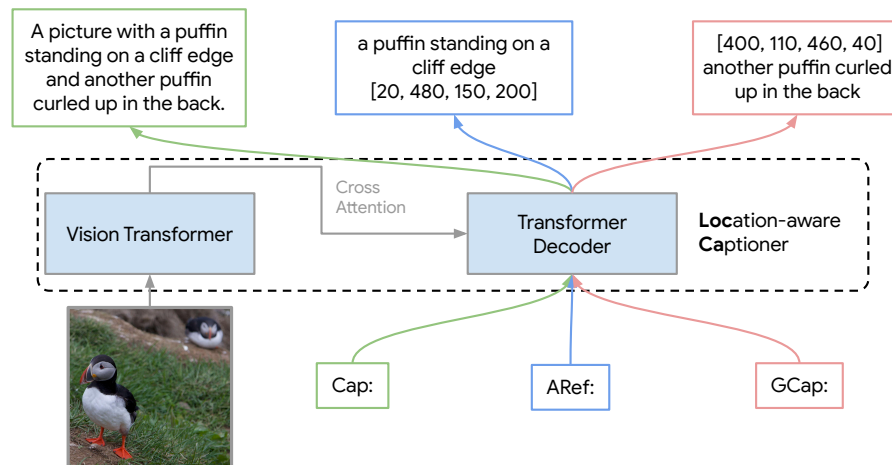 A picture with a puffin
standing on a cliff edge
and another puffin
curled up in the back.
a puffin standing on a
cliff edge
[20, 480, 150, 200]
[400, 110, 460, 40]
another puffin curled
up in the back
Vision Transformer
Cross
Attention
Transformer
Decoder
Location-aware
Captioner
Cap:
ARef:
GCap: